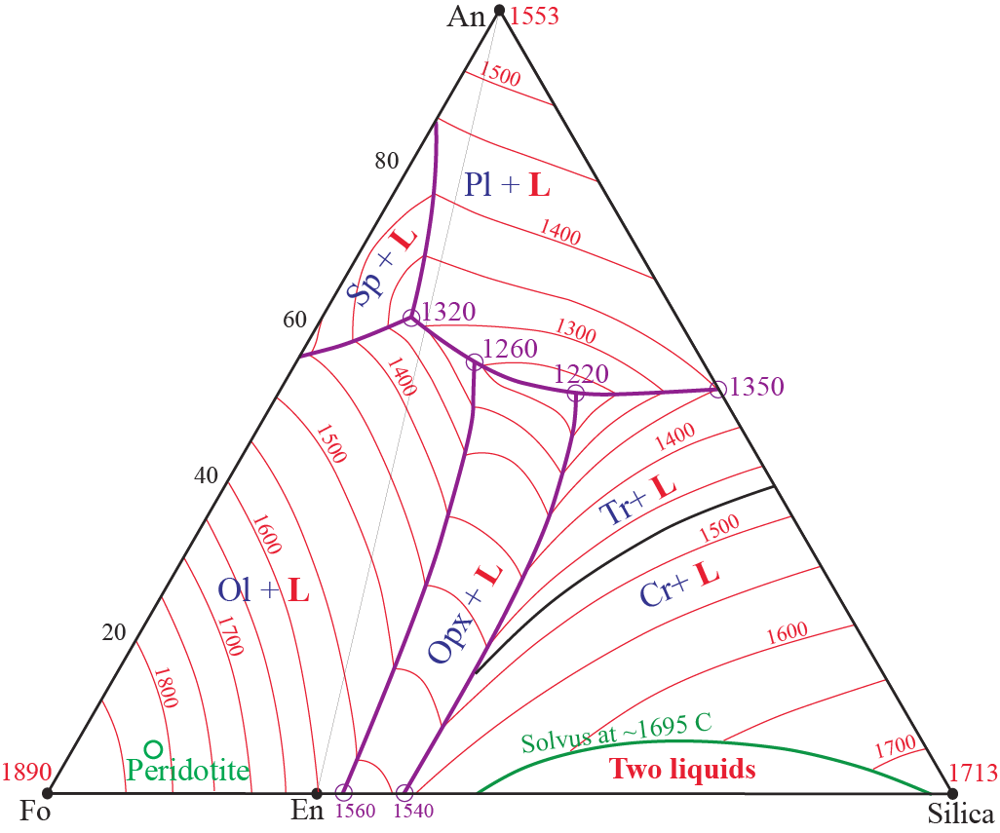 An 1553
1500
80
Pl + L
1400
Sp + L
60
1320
1300
1260
1220
1350
1400
1400
1500
40
Tr+ L
1500
1600
Cr+ L
Ol + L
Opx + L
20
1700
1600
1800
Solvus at ~1695 C
1700
Peridotite
Two liquids
1890
1713
Fo
En
1560
1540
Silica